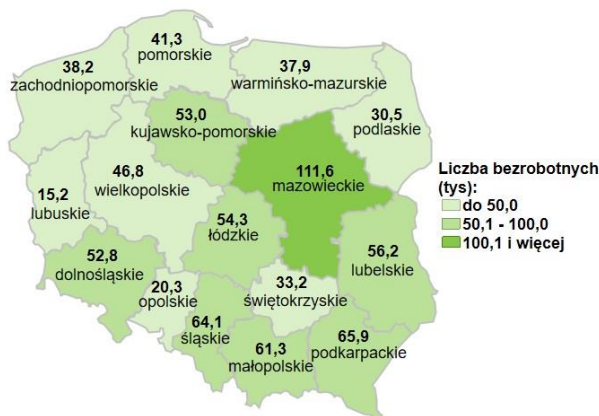 41,3
pomorskie
38,2
zachodniopomorskie
37,9
warmińsko-mazurskie
53,0
kujawsko-pomorskie
30,5
podlaskie
46,8
wielkopolskie
111,6
mazowieckie
15,2
lubuskie
54,3
łódzkie
52,8
dolnośląskie
56,2
lubelskie
20,3
opolskie
33,2
świętokrzyskie
64,1
śląskie
61,3
małopolskie
65,9
podkarpackie
Liczba bezrobotnych
(tys):
do 50,0
50,1 - 100,0
100,1 i więcej